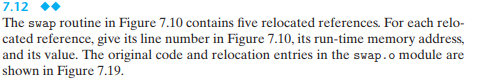 7.12 ◆◆
The swap routine in Figure 7.10 contains five relocated references. For each relo-
cated reference, give its line number in Figure 7.10, its run-time memory address,
and its value. The original code and relocation entries in the swap.o module are
shown in Figure 7.19.